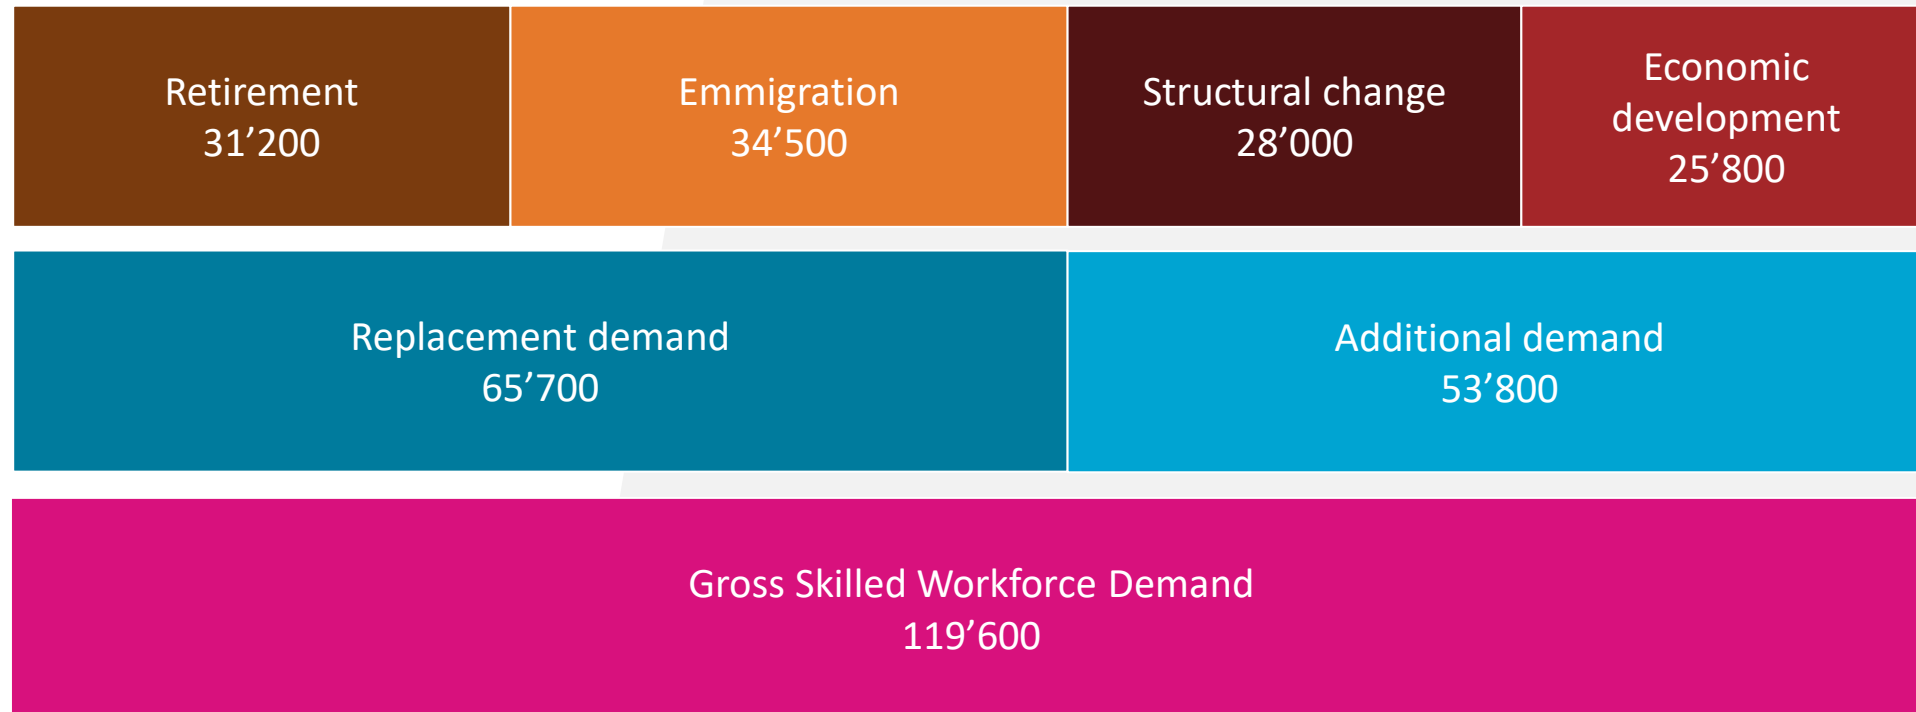 Retirement
31’200
Emmigration
34’500
Structural change
28’000
Economic
development
25’800
Replacement demand
65’700
Additional demand
53’800
Gross Skilled Workforce Demand
119’600